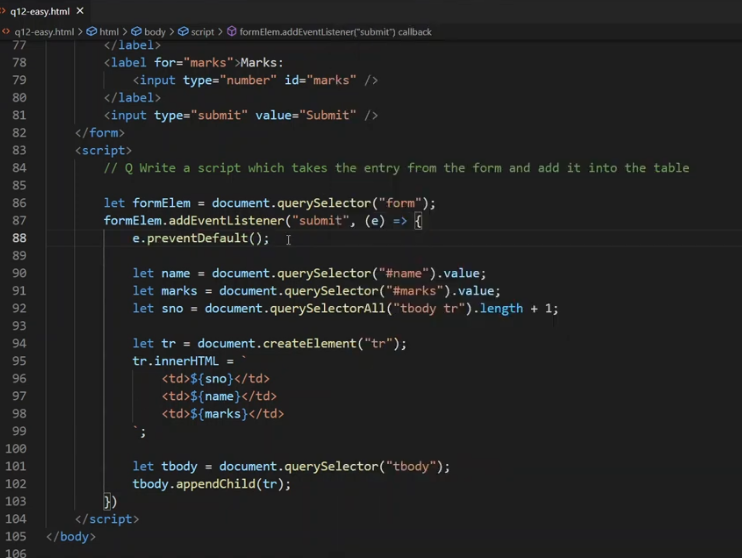 q12-easy.html ×
q12-easy.html > html > body > script > formElem.addEventListener("submit") callback
77 </label>
78 <label for="marks">Marks:
79 <input type="number" id="marks" />
80 </label>
81 <input type="submit" value="Submit" />
82 </form>
83 <script>
84 // Q Write a script which takes the entry from the form and add it into the table
85
86 let formElem = document.querySelector("form");
87 formElem.addEventListener("submit", (e) => {
88 e.preventDefault();
89
90 let name = document.querySelector("#name").value;
91 let marks = document.querySelector("#marks").value;
92 let sno = document.querySelectorAll("tbody tr").length + 1;
93
94 let tr = document.createElement("tr");
95 tr.innerHTML = `
96 <td>${sno}</td>
97 <td>${name}</td>
98 <td>${marks}</td>
99 `;
100
101 let tbody = document.querySelector("tbody");
102 tbody.appendChild(tr);
103 })
104 </script>
105 </body>
106